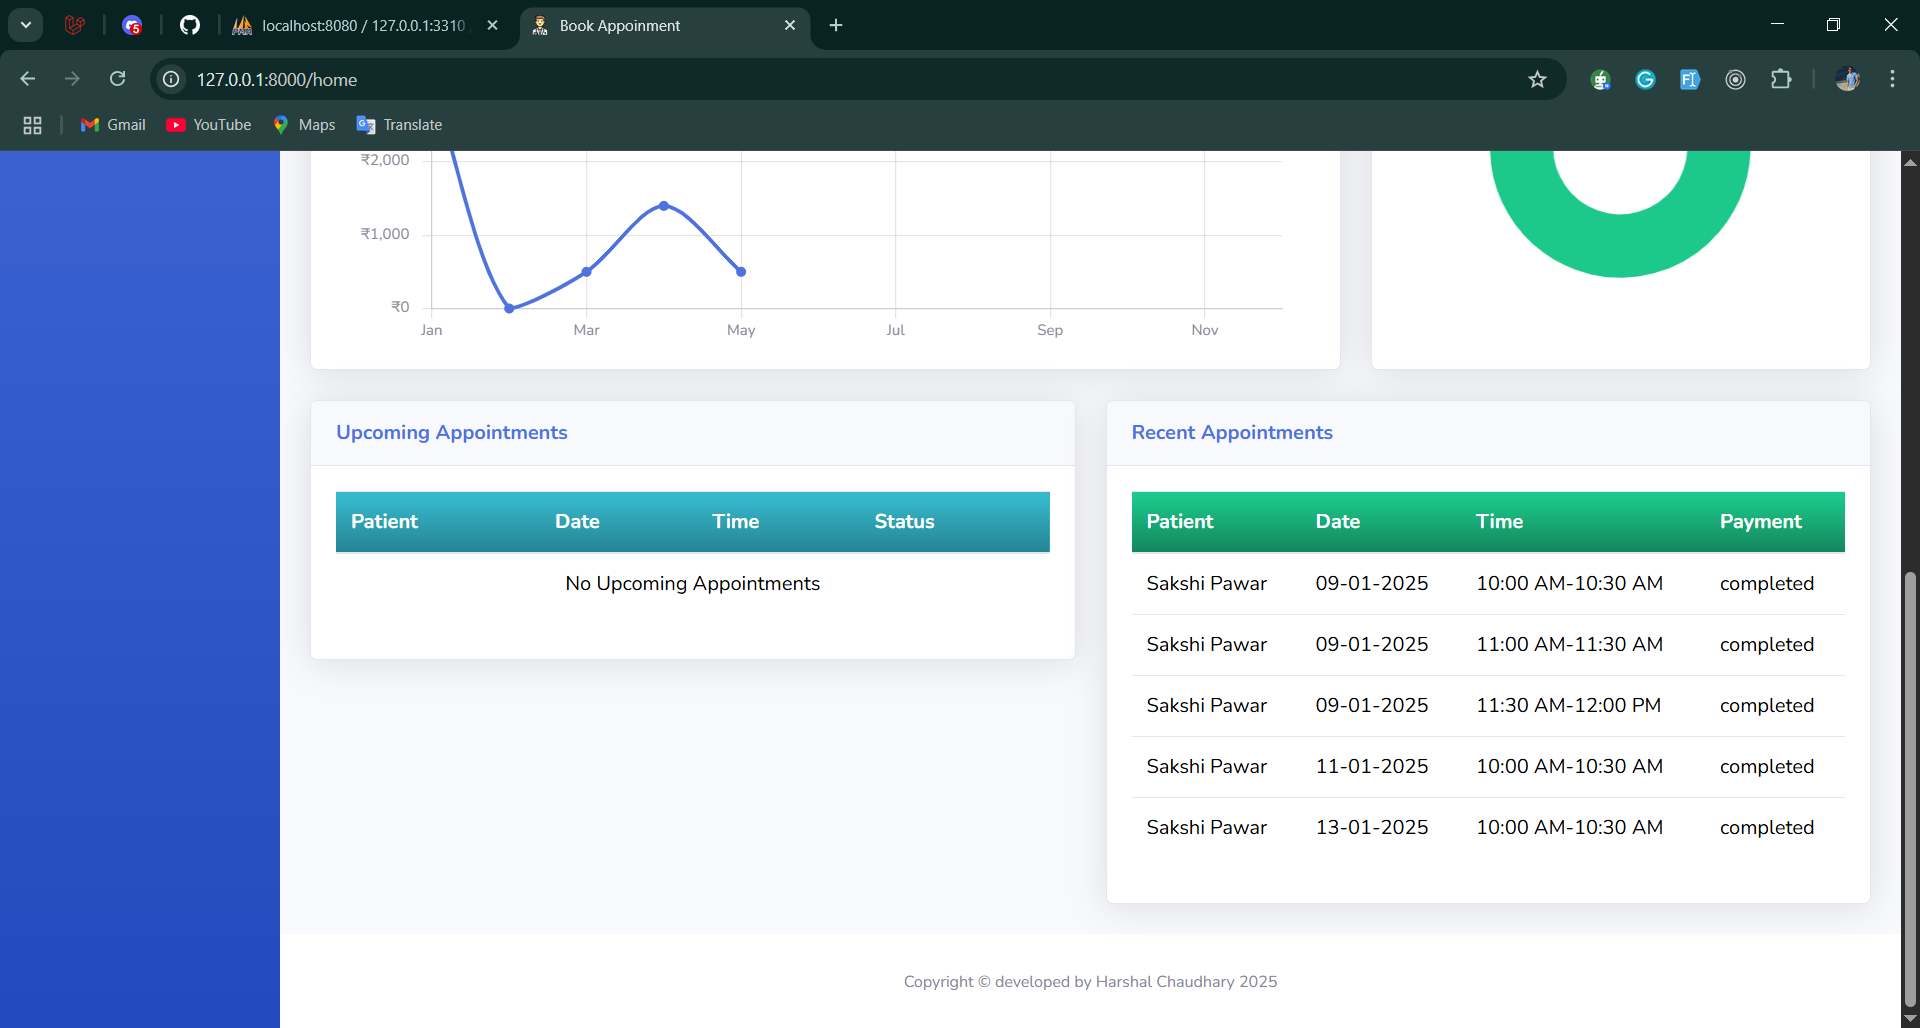 localhost:8080 / 127.0.0.1:3310
Book Appoinment
127.0.0.1:8000/home
Gmail
YouTube
Maps
Translate
₹2,000
₹1,000
₹0
Jan
Mar
May
Jul
Sep
Nov
Upcoming Appointments
Patient Date Time Status
No Upcoming Appointments
Recent Appointments
Patient Date Time Payment
Sakshi Pawar 09-01-2025 10:00 AM-10:30 AM completed
Sakshi Pawar 09-01-2025 11:00 AM-11:30 AM completed
Sakshi Pawar 09-01-2025 11:30 AM-12:00 PM completed
Sakshi Pawar 11-01-2025 10:00 AM-10:30 AM completed
Sakshi Pawar 13-01-2025 10:00 AM-10:30 AM completed
Copyright © developed by Harshal Chaudhary 2025